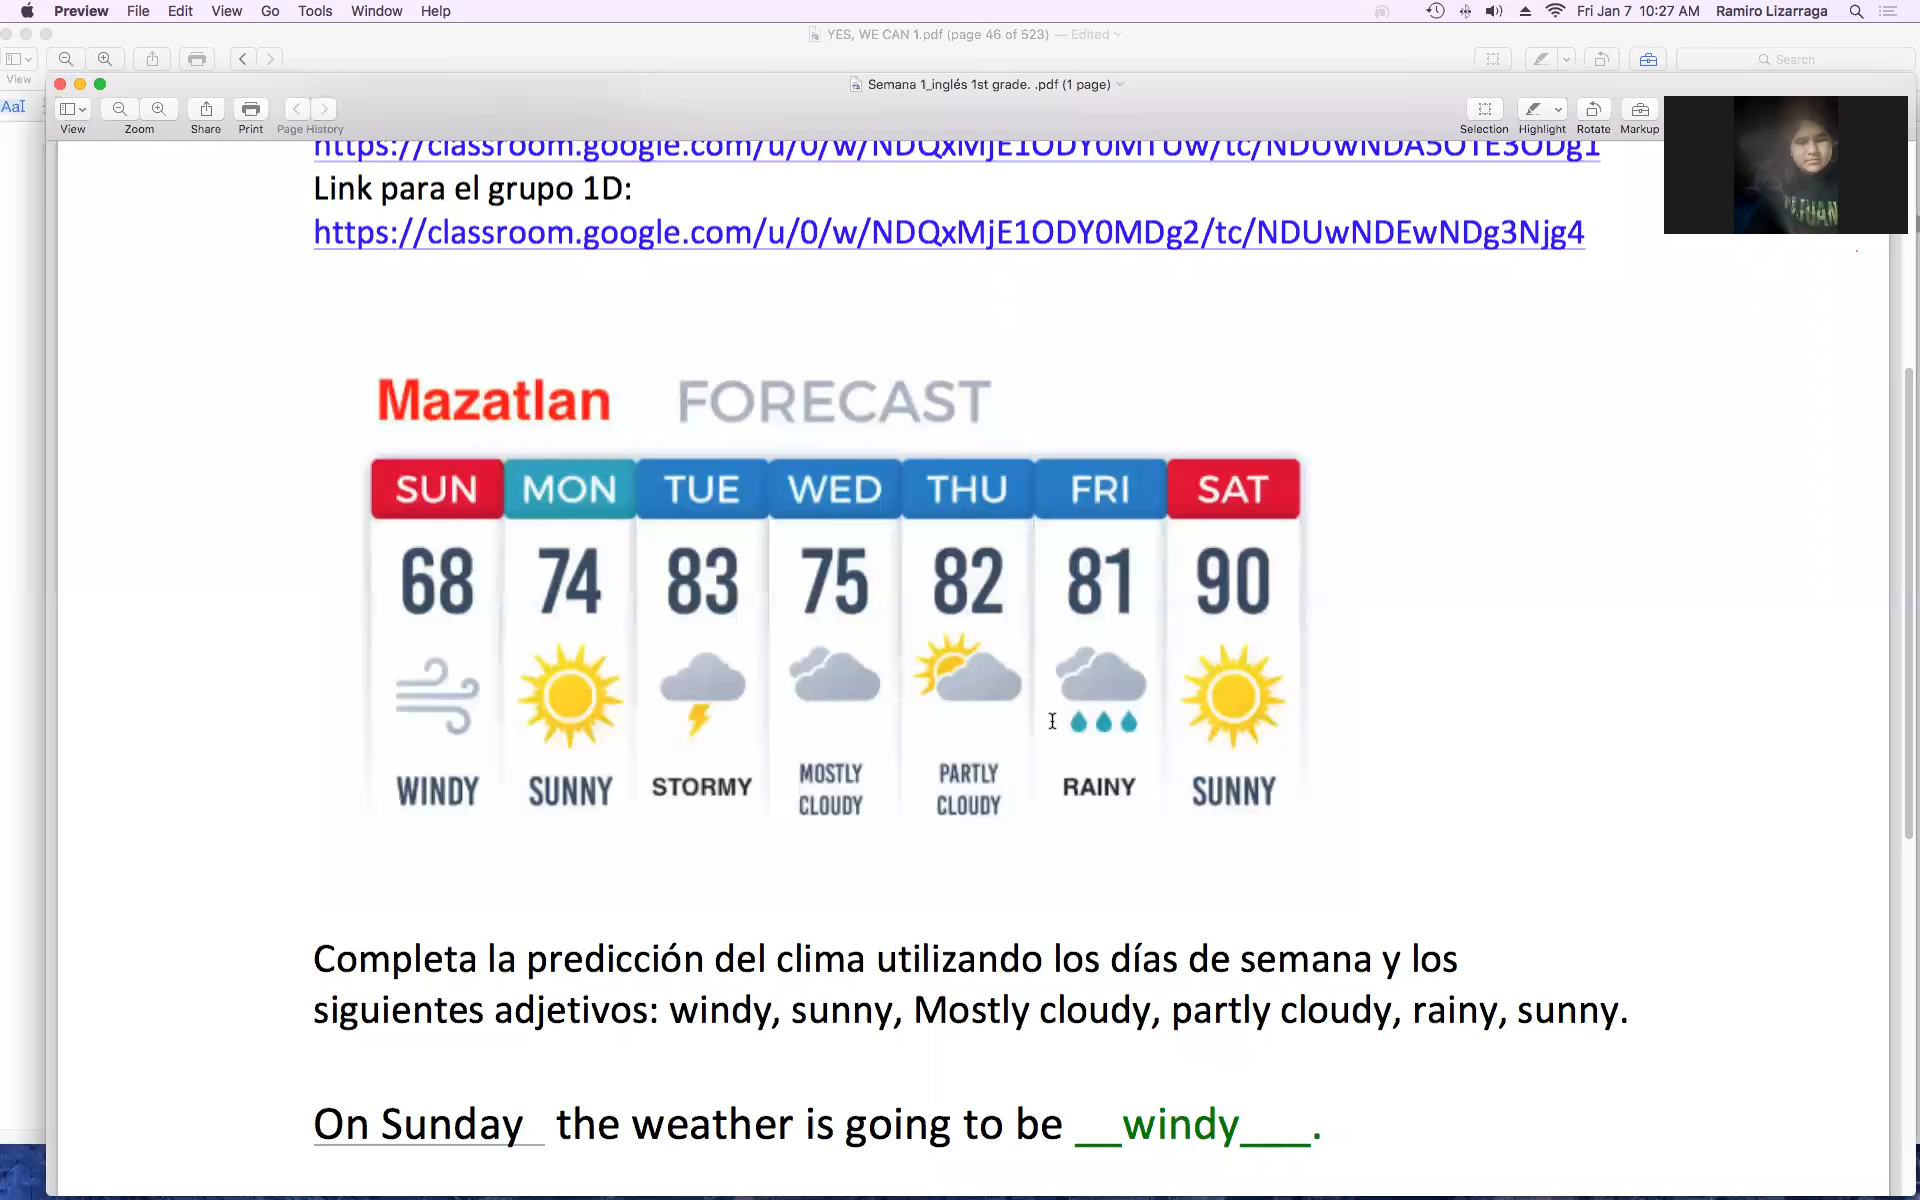 Preview File Edit View Go Tools Window Help Fri Jan 7 10:27 AM Ramiro Lizarraga
YES, WE CAN 1.pdf (page 46 of 523) — Edited
View Search
AaI
Semana 1_inglés 1st grade. .pdf (1 page)
View Zoom Share Print Page History Selection Highlight Rotate Markup
Link para el grupo 1D:
https://classroom.google.com/u/0/w/NDQxMjE1ODY0MDg2/tc/NDUwNDEwNDg3Njg4
Mazatlan FORECAST
SUN MON TUE WED THU FRI SAT
68 74 83 75 82 81 90
WINDY SUNNY STORMY MOSTLY CLOUDY PARTLY CLOUDY RAINY SUNNY
Completa la predicción del clima utilizando los días de semana y los
siguientes adjetivos: windy, sunny, Mostly cloudy, partly cloudy, rainy, sunny.
On Sunday_ the weather is going to be __windy___.